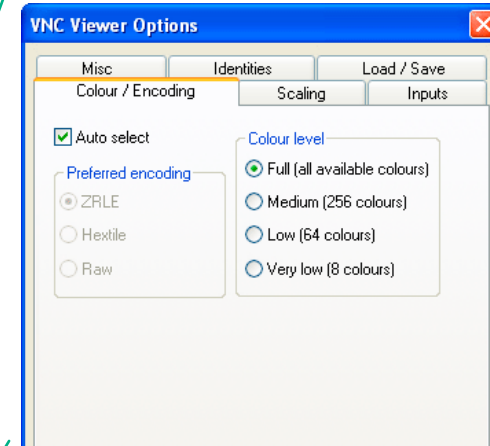 VNC Viewer Options
Misc Identities Load / Save
Colour / Encoding Scaling Inputs
Auto select
Preferred encoding
ZRLE
Hextile
Raw
Colour level
Full (all available colours)
Medium (256 colours)
Low (64 colours)
Very low (8 colours)